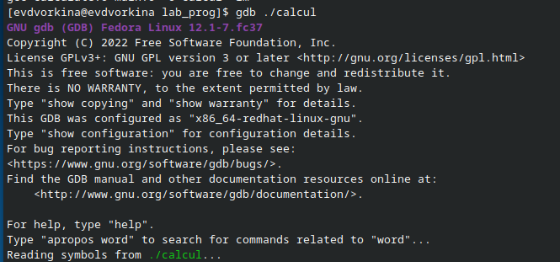 [evdvorkina@evdvorkina lab_prog]$ gdb ./calcul
GNU gdb (GDB) Fedora Linux 12.1-7.fc37
Copyright (C) 2022 Free Software Foundation, Inc.
License GPLv3+: GNU GPL version 3 or later <http://gnu.org/licenses/gpl.html>
This is free software: you are free to change and redistribute it.
There is NO WARRANTY, to the extent permitted by law.
Type "show copying" and "show warranty" for details.
This GDB was configured as "x86_64-redhat-linux-gnu".
Type "show configuration" for configuration details.
For bug reporting instructions, please see:
<https://www.gnu.org/software/gdb/bugs/>.
Find the GDB manual and other documentation resources online at:
    <http://www.gnu.org/software/gdb/documentation/>.

For help, type "help".
Type "apropos word" to search for commands related to "word"...
Reading symbols from ./calcul...